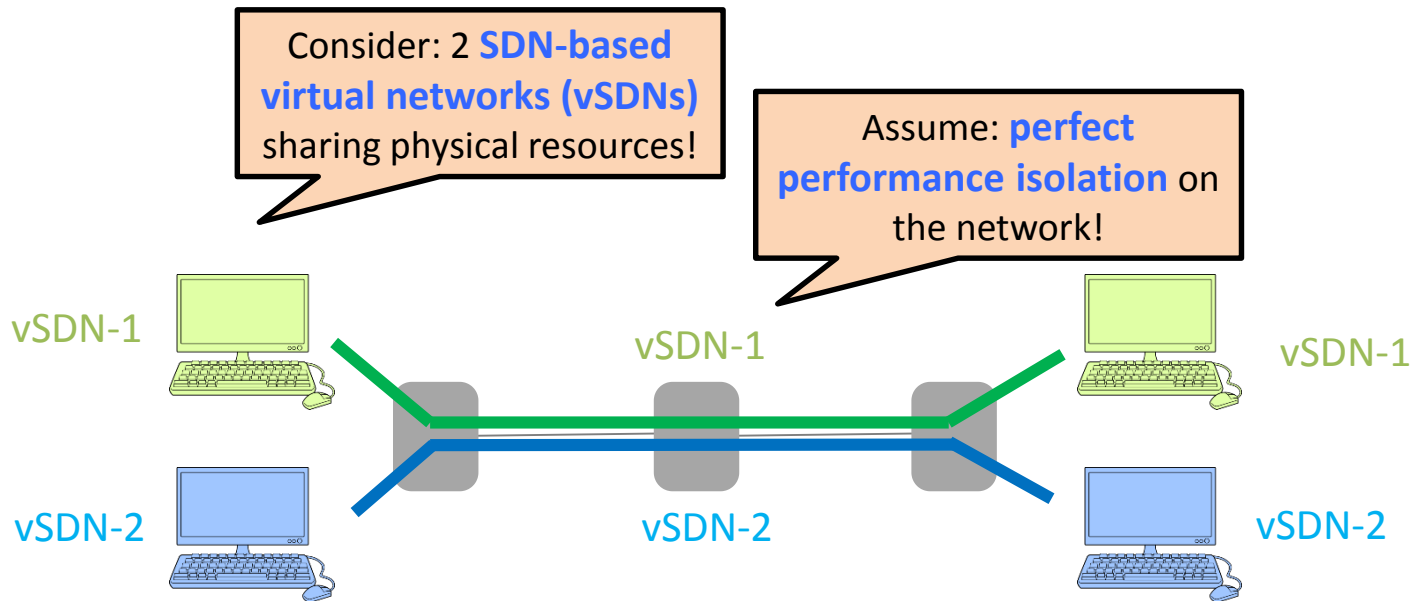 Consider: 2 SDN-based
virtual networks (vSDNs)
sharing physical resources!
Assume: perfect
performance isolation on
the network!
vSDN-1
vSDN-1
vSDN-1
vSDN-2
vSDN-2
vSDN-2